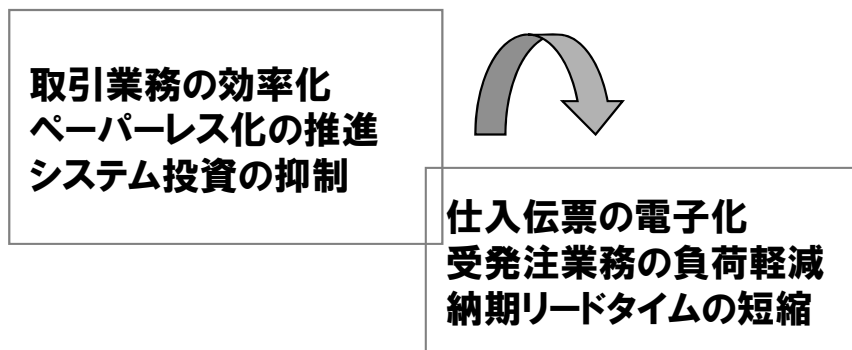 取引業務の効率化
ペーパーレス化の推進
システム投資の抑制
仕入伝票の電子化
受発注業務の負荷軽減
納期リードタイムの短縮